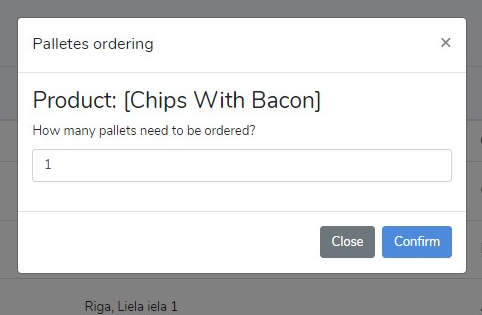 Palletes ordering ×
Product: [Chips With Bacon]
How many pallets need to be ordered?
1
Close Confirm
Riga, Liela iela 1